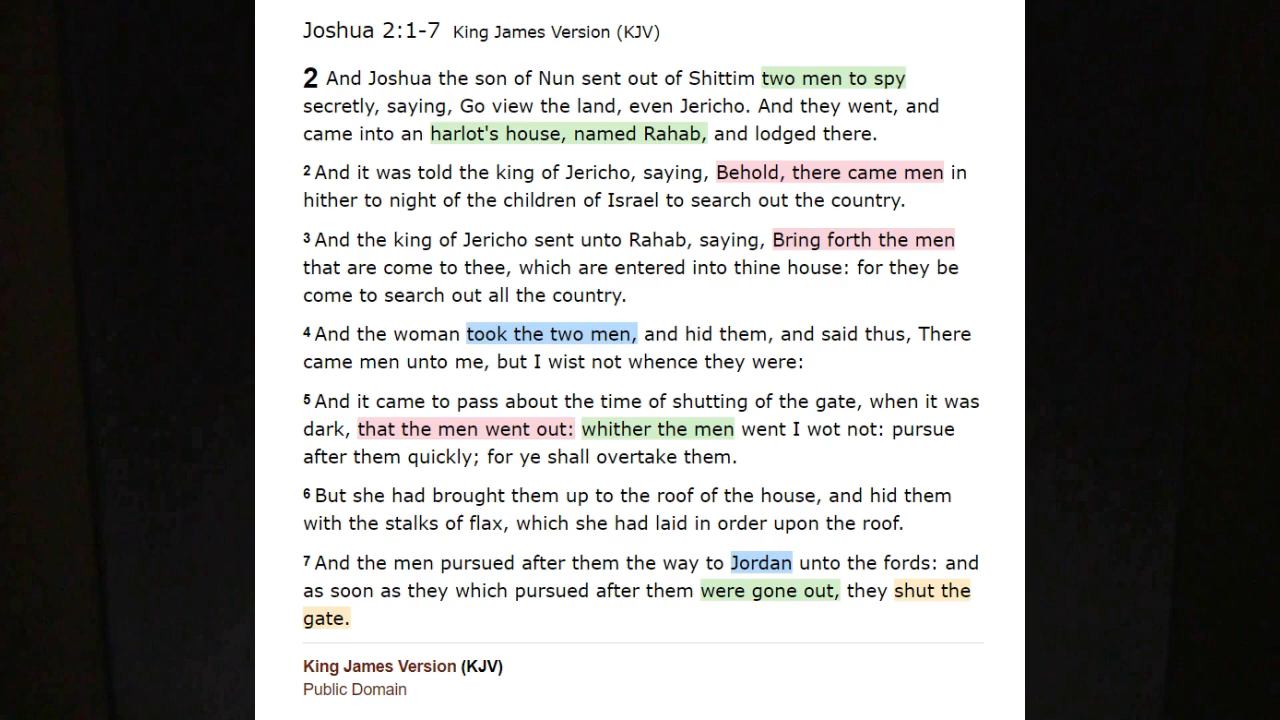 Joshua 2:1-7 King James Version (KJV)
2 And Joshua the son of Nun sent out of Shittim two men to spy
secretly, saying, Go view the land, even Jericho. And they went, and
came into an harlot's house, named Rahab, and lodged there.
2 And it was told the king of Jericho, saying, Behold, there came men in
hither to night of the children of Israel to search out the country.
3 And the king of Jericho sent unto Rahab, saying, Bring forth the men
that are come to thee, which are entered into thine house: for they be
come to search out all the country.
4 And the woman took the two men, and hid them, and said thus, There
came men unto me, but I wist not whence they were:
5 And it came to pass about the time of shutting of the gate, when it was
dark, that the men went out: whither the men went I wot not: pursue
after them quickly; for ye shall overtake them.
6 But she had brought them up to the roof of the house, and hid them
with the stalks of flax, which she had laid in order upon the roof.
7 And the men pursued after them the way to Jordan unto the fords: and
as soon as they which pursued after them were gone out, they shut the
gate.
King James Version (KJV)
Public Domain